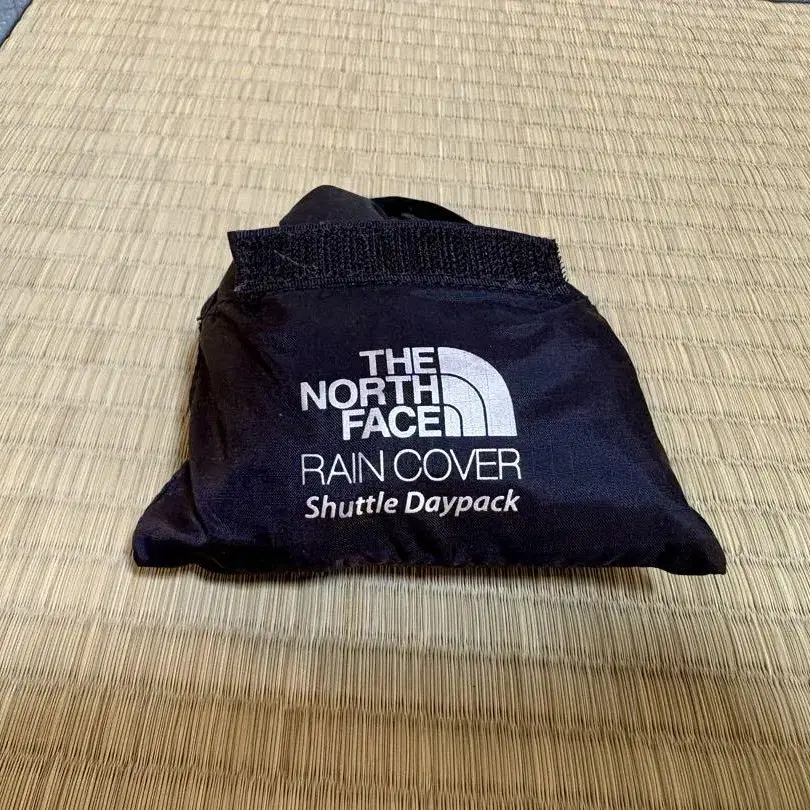 THE
NORTH
FACE
RAIN COVER
Shuttle Daypack